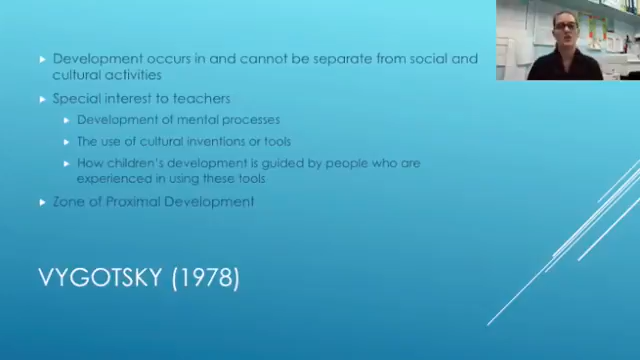 Development occurs in and cannot be separate from social and
cultural activities
Special interest to teachers
Development of mental processes
The use of cultural inventions or tools
How children's development is guided by people who are
experienced in using these tools
Zone of Proximal Development
VYGOTSKY (1978)